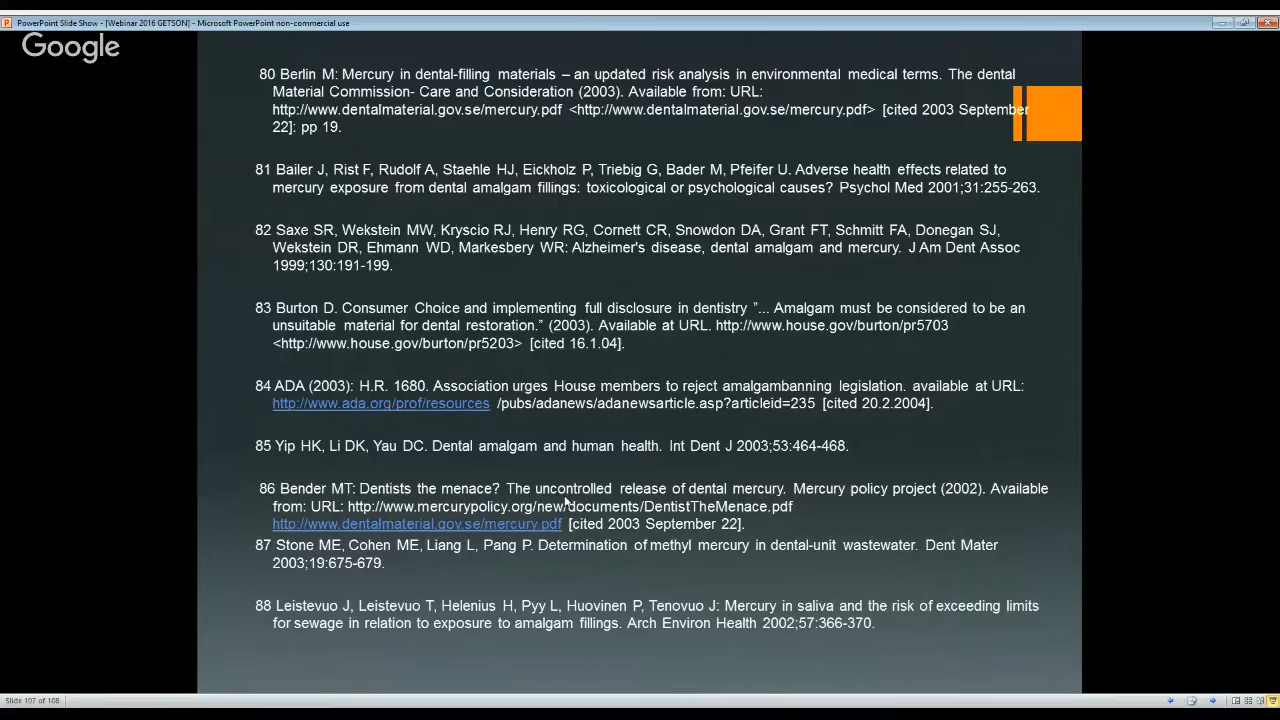 PowerPoint Slide Show - [Webinar 2016 GETSON] - Microsoft PowerPoint non-commercial use
Google
80 Berlin M: Mercury in dental-filling materials – an updated risk analysis in environmental medical terms. The dental
Material Commission- Care and Consideration (2003). Available from: URL:
http://www.dentalmaterial.gov.se/mercury.pdf <http://www.dentalmaterial.gov.se/mercury.pdf> [cited 2003 September
22]: pp 19.
81 Bailer J, Rist F, Rudolf A, Staehle HJ, Eickholz P, Triebig G, Bader M, Pfeifer U. Adverse health effects related to
mercury exposure from dental amalgam fillings: toxicological or psychological causes? Psychol Med 2001;31:255-263.
82 Saxe SR, Wekstein MW, Kryscio RJ, Henry RG, Cornett CR, Snowdon DA, Grant FT, Schmitt FA, Donegan SJ,
Wekstein DR, Ehmann WD, Markesbery WR: Alzheimer's disease, dental amalgam and mercury. J Am Dent Assoc
1999;130:191-199.
83 Burton D. Consumer Choice and implementing full disclosure in dentistry "... Amalgam must be considered to be an
unsuitable material for dental restoration.” (2003). Available at URL. http://www.house.gov/burton/pr5703
<http://www.house.gov/burton/pr5203> [cited 16.1.04].
84 ADA (2003): H.R. 1680. Association urges House members to reject amalgambanning legislation. available at URL:
http://www.ada.org/prof/resources /pubs/adanews/adanewsarticle.asp?articleid=235 [cited 20.2.2004].
85 Yip HK, Li DK, Yau DC. Dental amalgam and human health. Int Dent J 2003;53:464-468.
86 Bender MT: Dentists the menace? The uncontrolled release of dental mercury. Mercury policy project (2002). Available
from: URL: http://www.mercurypolicy.org/new/documents/DentistTheMenace.pdf
http://www.dentalmaterial.gov.se/mercury.pdf [cited 2003 September 22].
87 Stone ME, Cohen ME, Liang L, Pang P. Determination of methyl mercury in dental-unit wastewater. Dent Mater
2003;19:675-679.
88 Leistevuo J, Leistevuo T, Helenius H, Pyy L, Huovinen P, Tenovuo J: Mercury in saliva and the risk of exceeding limits
for sewage in relation to exposure to amalgam fillings. Arch Environ Health 2002;57:366-370.
Slide 107 of 108